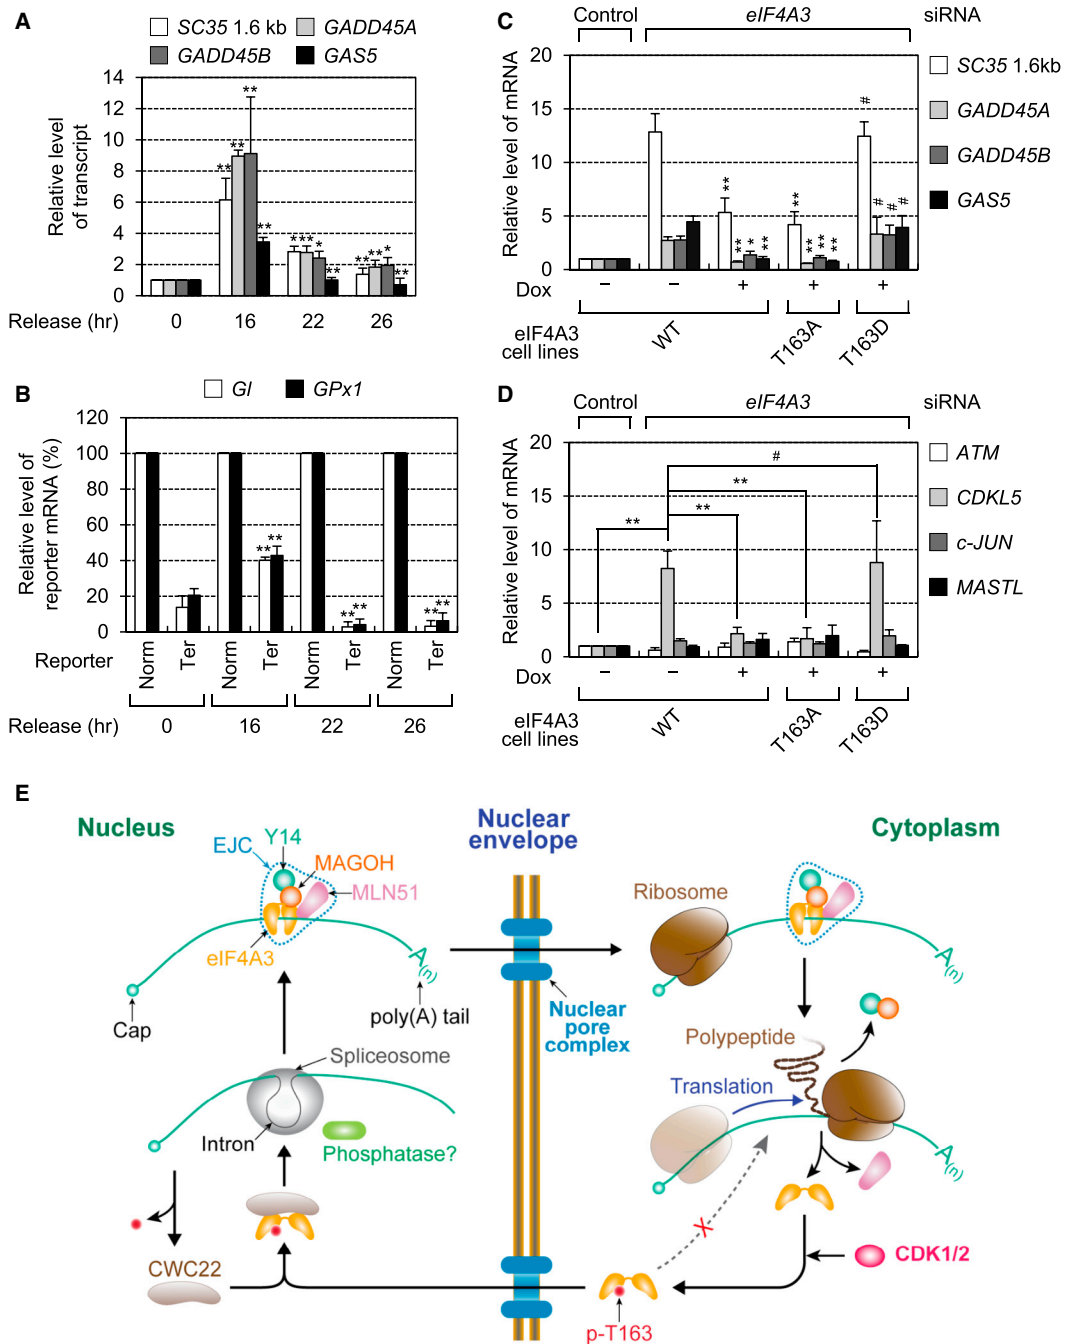 A
SC35 1.6 kb GADD45A
GADD45B GAS5
Relative level
of transcript
14
12
10
8
6
4
2
0
** ** ** **
** ** * **
** ** * **
Release (hr) 0 16 22 26
B
GI GPx1
Relative level of
reporter mRNA (%)
120
100
80
60
40
20
0
** ** ** ** ** **
Reporter Norm Ter Norm Ter Norm Ter Norm Ter
Release (hr) 0 16 22 26
C
Control eIF4A3 siRNA
Relative level of mRNA
20
15
10
5
0
** ** * **
** ** ** **
# # # #
SC35 1.6kb
GADD45A
GADD45B
GAS5
Dox − − + + +
eIF4A3
cell lines
WT T163A T163D
D
Control eIF4A3 siRNA
Relative level of mRNA
20
15
10
5
0
#
**
** **
ATM
CDKL5
c-JUN
MASTL
Dox − − + + +
eIF4A3
cell lines
WT T163A T163D
E
Nucleus
Nuclear
envelope
Cytoplasm
EJC
Y14
MAGOH
MLN51
eIF4A3
A(n)
Cap
poly(A) tail
Nuclear
pore
complex
Ribosome
A(n)
Spliceosome
Intron
Phosphatase?
CWC22
Polypeptide
Translation
A(n)
X
CDK1/2
p-T163